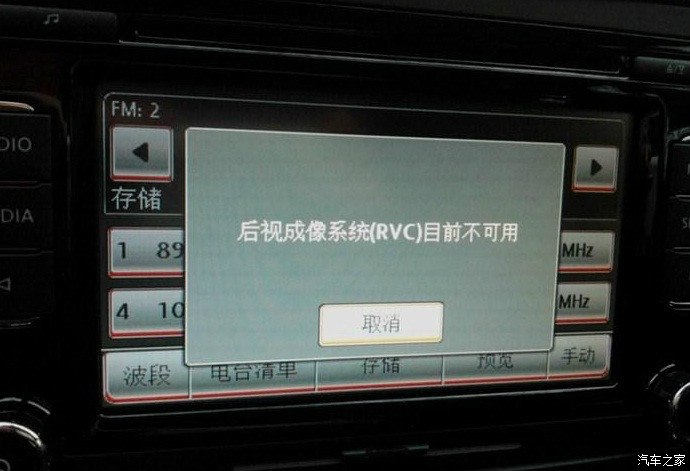 FM: 2
DIO
存储
DIA
后视成像系统(RVC)目前不可用
1 89
MHz
4 10
MHz
取消
波段 电台清单 存储 预览 手动
汽车之家